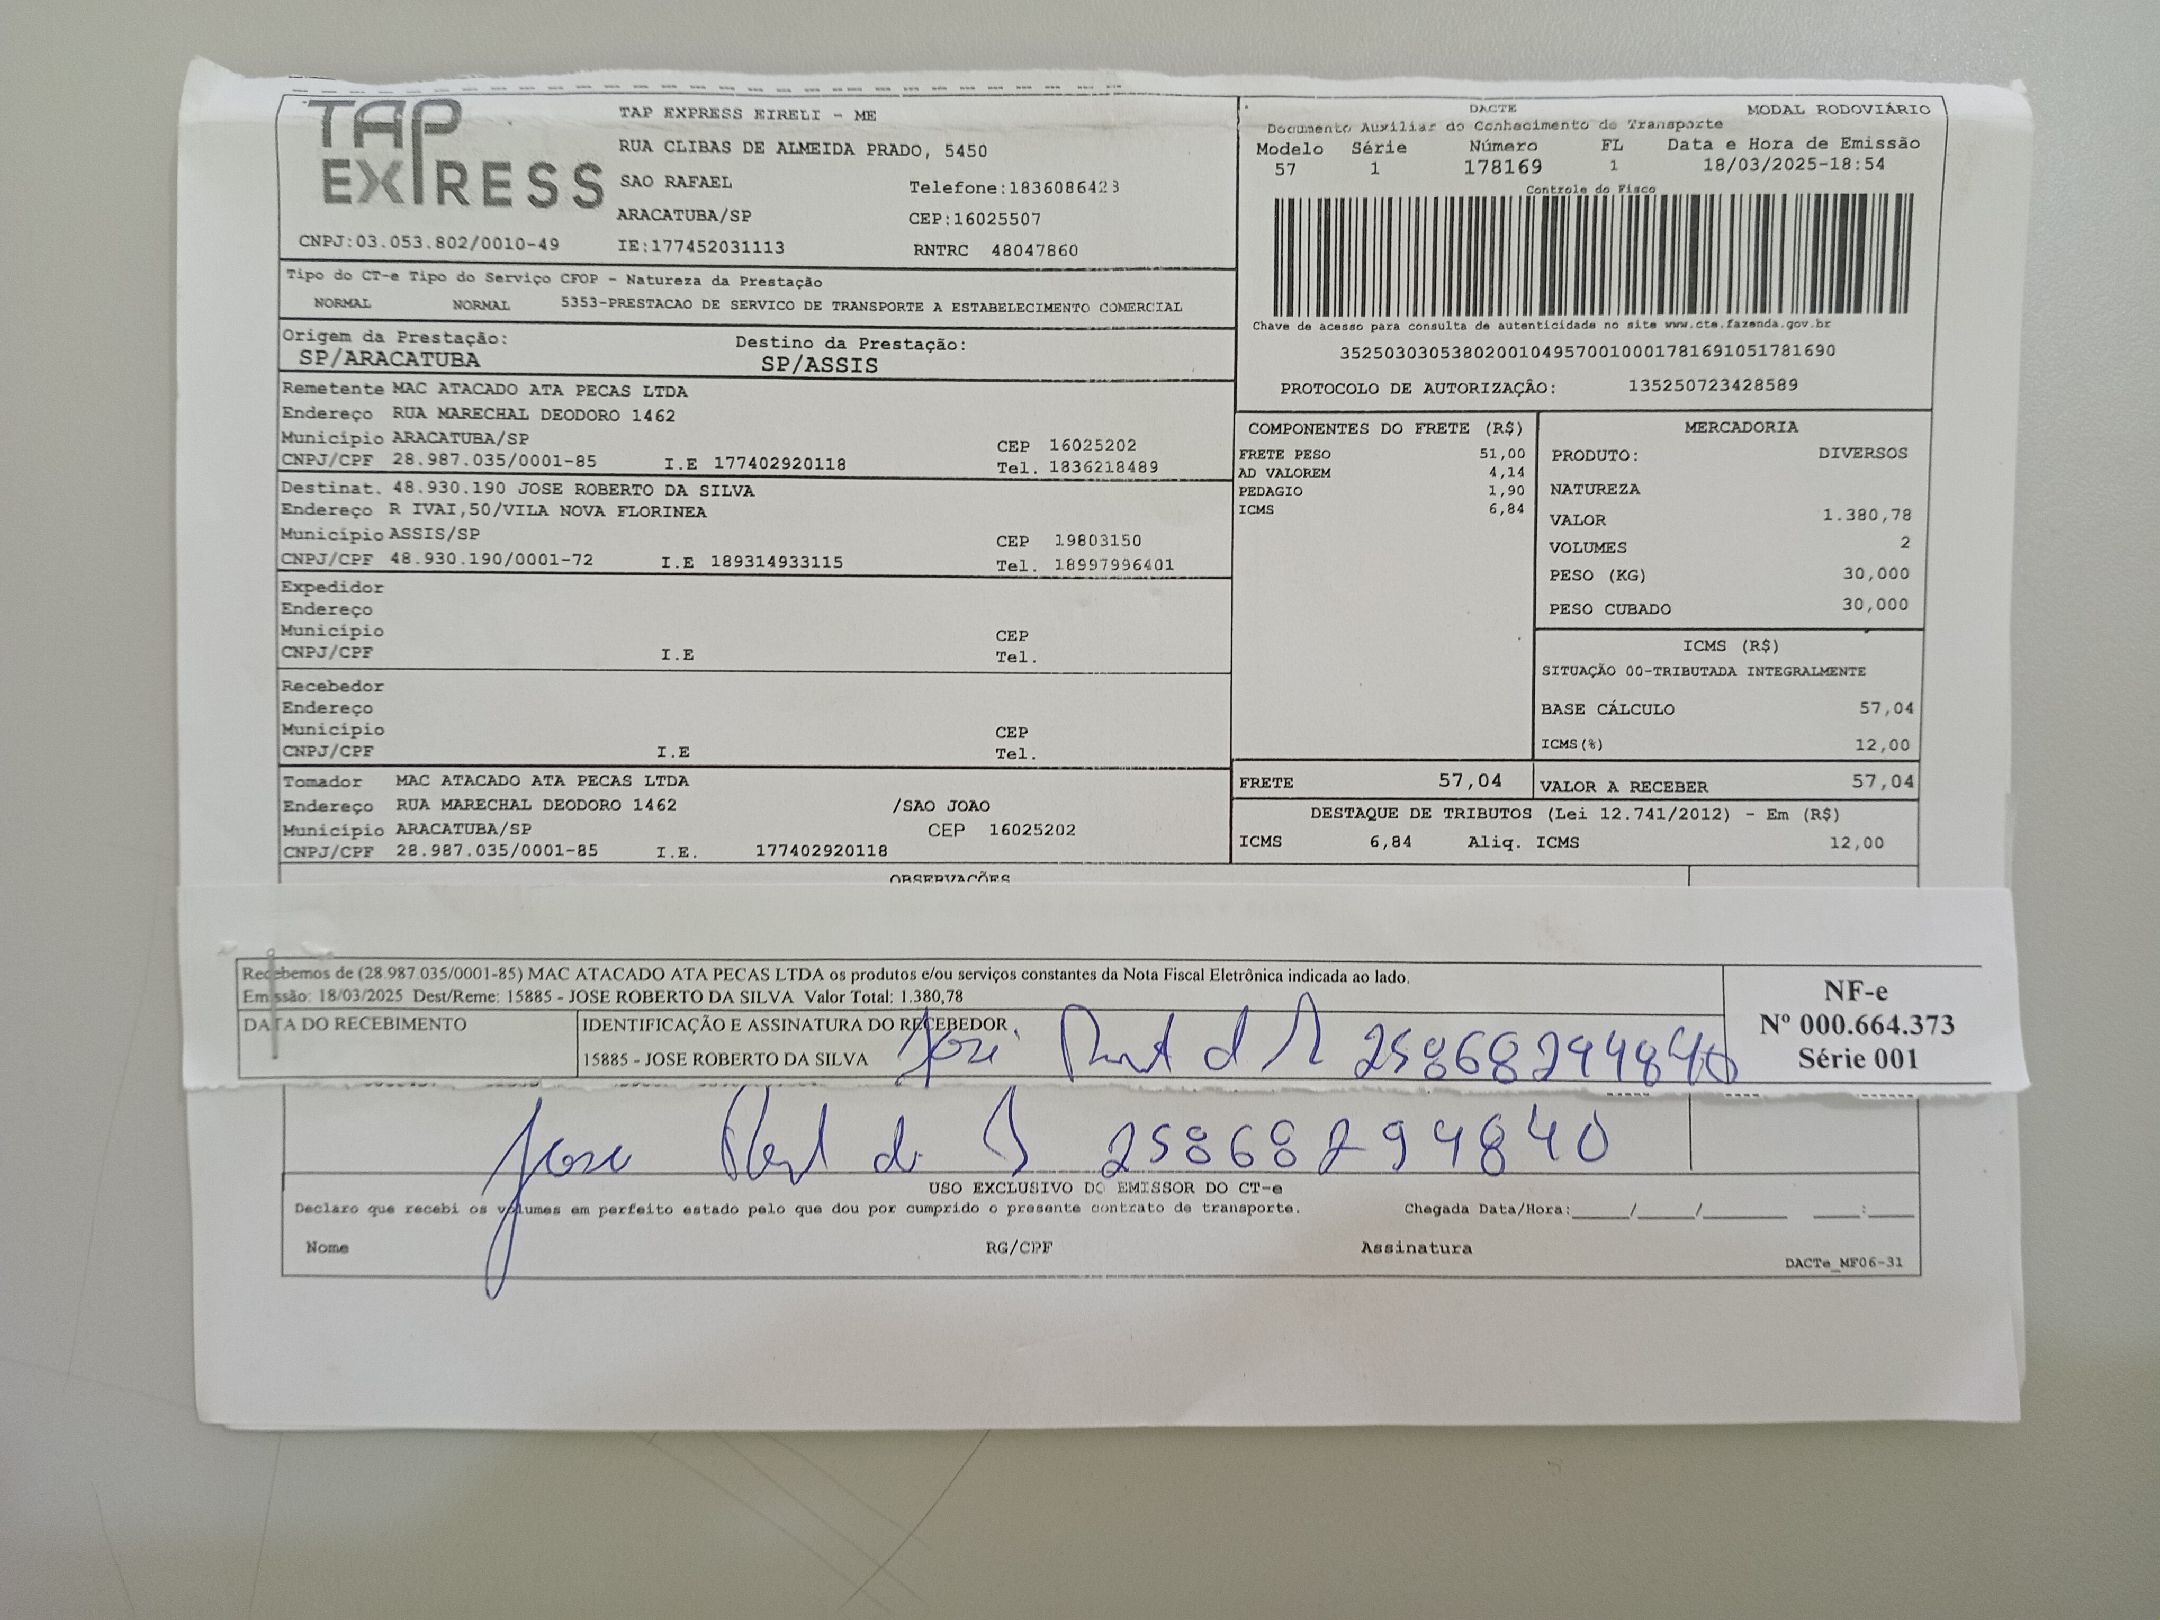 TAP EXPRESS
TAP EXPRESS EIRELI - ME
RUA CLIBAS DE ALMEIDA PRADO, 5450
SAO RAFAEL Telefone:1836086423
ARACATUBA/SP CEP:16025507
CNPJ:03.053.802/0010-49 IE:177452031113 RNTRC 48047860
DACTE MODAL RODOVIÁRIO
Documento Auxiliar do Conhecimento de Transporte
Modelo Série Número FL Data e Hora de Emissão
57 1 178169 1 18/03/2025-18:54
Controle do Fisco
Chave de acesso para consulta de autenticidade no site www.cte.fazenda.gov.br
35250303053802001049570010001781691051781690
PROTOCOLO DE AUTORIZAÇÃO: 135250723428589
Tipo do CT-e Tipo do Serviço CFOP - Natureza da Prestação
NORMAL NORMAL 5353-PRESTACAO DE SERVICO DE TRANSPORTE A ESTABELECIMENTO COMERCIAL
Origem da Prestação: Destino da Prestação:
SP/ARACATUBA SP/ASSIS
Remetente MAC ATACADO ATA PECAS LTDA
Endereço RUA MARECHAL DEODORO 1462
Município ARACATUBA/SP CEP 16025202
CNPJ/CPF 28.987.035/0001-85 I.E 177402920118 Tel. 1836218489
Destinat. 48.930.190 JOSE ROBERTO DA SILVA
Endereço R IVAI,50/VILA NOVA FLORINEA
Município ASSIS/SP CEP 19803150
CNPJ/CPF 48.930.190/0001-72 I.E 189314933115 Tel. 18997996401
Expedidor
Endereço
Município CEP
CNPJ/CPF I.E Tel.
Recebedor
Endereço
Município CEP
CNPJ/CPF I.E Tel.
Tomador MAC ATACADO ATA PECAS LTDA
Endereço RUA MARECHAL DEODORO 1462 /SAO JOAO
Município ARACATUBA/SP CEP 16025202
CNPJ/CPF 28.987.035/0001-85 I.E. 177402920118
COMPONENTES DO FRETE (R$)
FRETE PESO 51,00
AD VALOREM 4,14
PEDAGIO 1,90
ICMS 6,84
MERCADORIA
PRODUTO: DIVERSOS
NATUREZA
VALOR 1.380,78
VOLUMES 2
PESO (KG) 30,000
PESO CUBADO 30,000
ICMS (R$)
SITUAÇÃO 00-TRIBUTADA INTEGRALMENTE
BASE CÁLCULO 57,04
ICMS(%) 12,00
FRETE 57,04 VALOR A RECEBER 57,04
DESTAQUE DE TRIBUTOS (Lei 12.741/2012) - Em (R$)
ICMS 6,84 Aliq. ICMS 12,00
OBSERVAÇÕES
Recebemos de (28.987.035/0001-85) MAC ATACADO ATA PECAS LTDA os produtos e/ou serviços constantes da Nota Fiscal Eletrônica indicada ao lado.
Emissão: 18/03/2025 Dest/Reme: 15885 - JOSE ROBERTO DA SILVA Valor Total: 1.380,78
DATA DO RECEBIMENTO IDENTIFICAÇÃO E ASSINATURA DO RECEBEDOR
15885 - JOSE ROBERTO DA SILVA José 25868294840
NF-e
Nº 000.664.373
Série 001
Jose 25868294840
USO EXCLUSIVO DO EMISSOR DO CT-e
Declaro que recebi os volumes em perfeito estado pelo que dou por cumprido o presente contrato de transporte. Chegada Data/Hora:____/____/______ ___:___
Nome RG/CPF Assinatura
DACTe_MF06-31